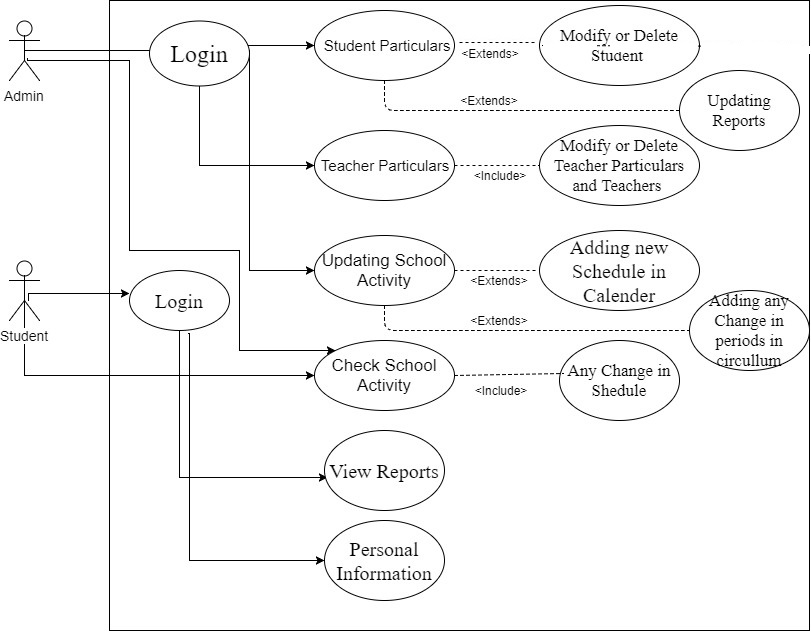 Admin
Login
Student Particulars
<Extends>
Modify or Delete
Student
<Extends>
Updating
Reports
Teacher Particulars
<Include>
Modify or Delete
Teacher Particulars
and Teachers
Student
Login
Updating School
Activity
<Extends>
Adding new
Schedule in
Calender
<Extends>
Adding any
Change in
periods in
circullum
Check School
Activity
<Include>
Any Change in
Shedule
View Reports
Personal
Information